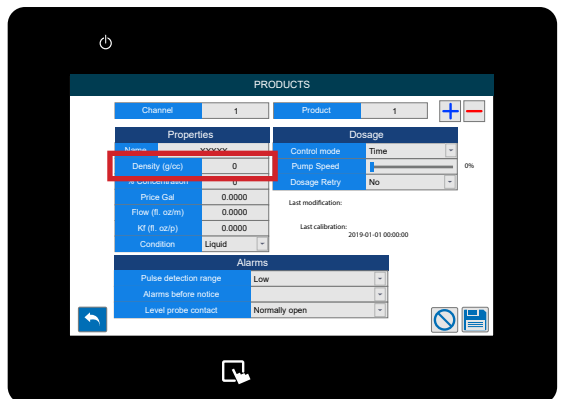 PRODUCTS
Channel 1 Product 1
Properties
Name XXXXX
Density (g/cc) 0
% Concentration 0
Price Gal 0.0000
Flow (fl. oz/m) 0.0000
Kf (fl. oz/p) 0.0000
Condition Liquid
Dosage
Control mode Time
Pump Speed 0%
Dosage Retry No
Last modification:
Last calibration:
2019-01-01 00:00:00
Alarms
Pulse detection range Low
Alarms before notice
Level probe contact Normally open